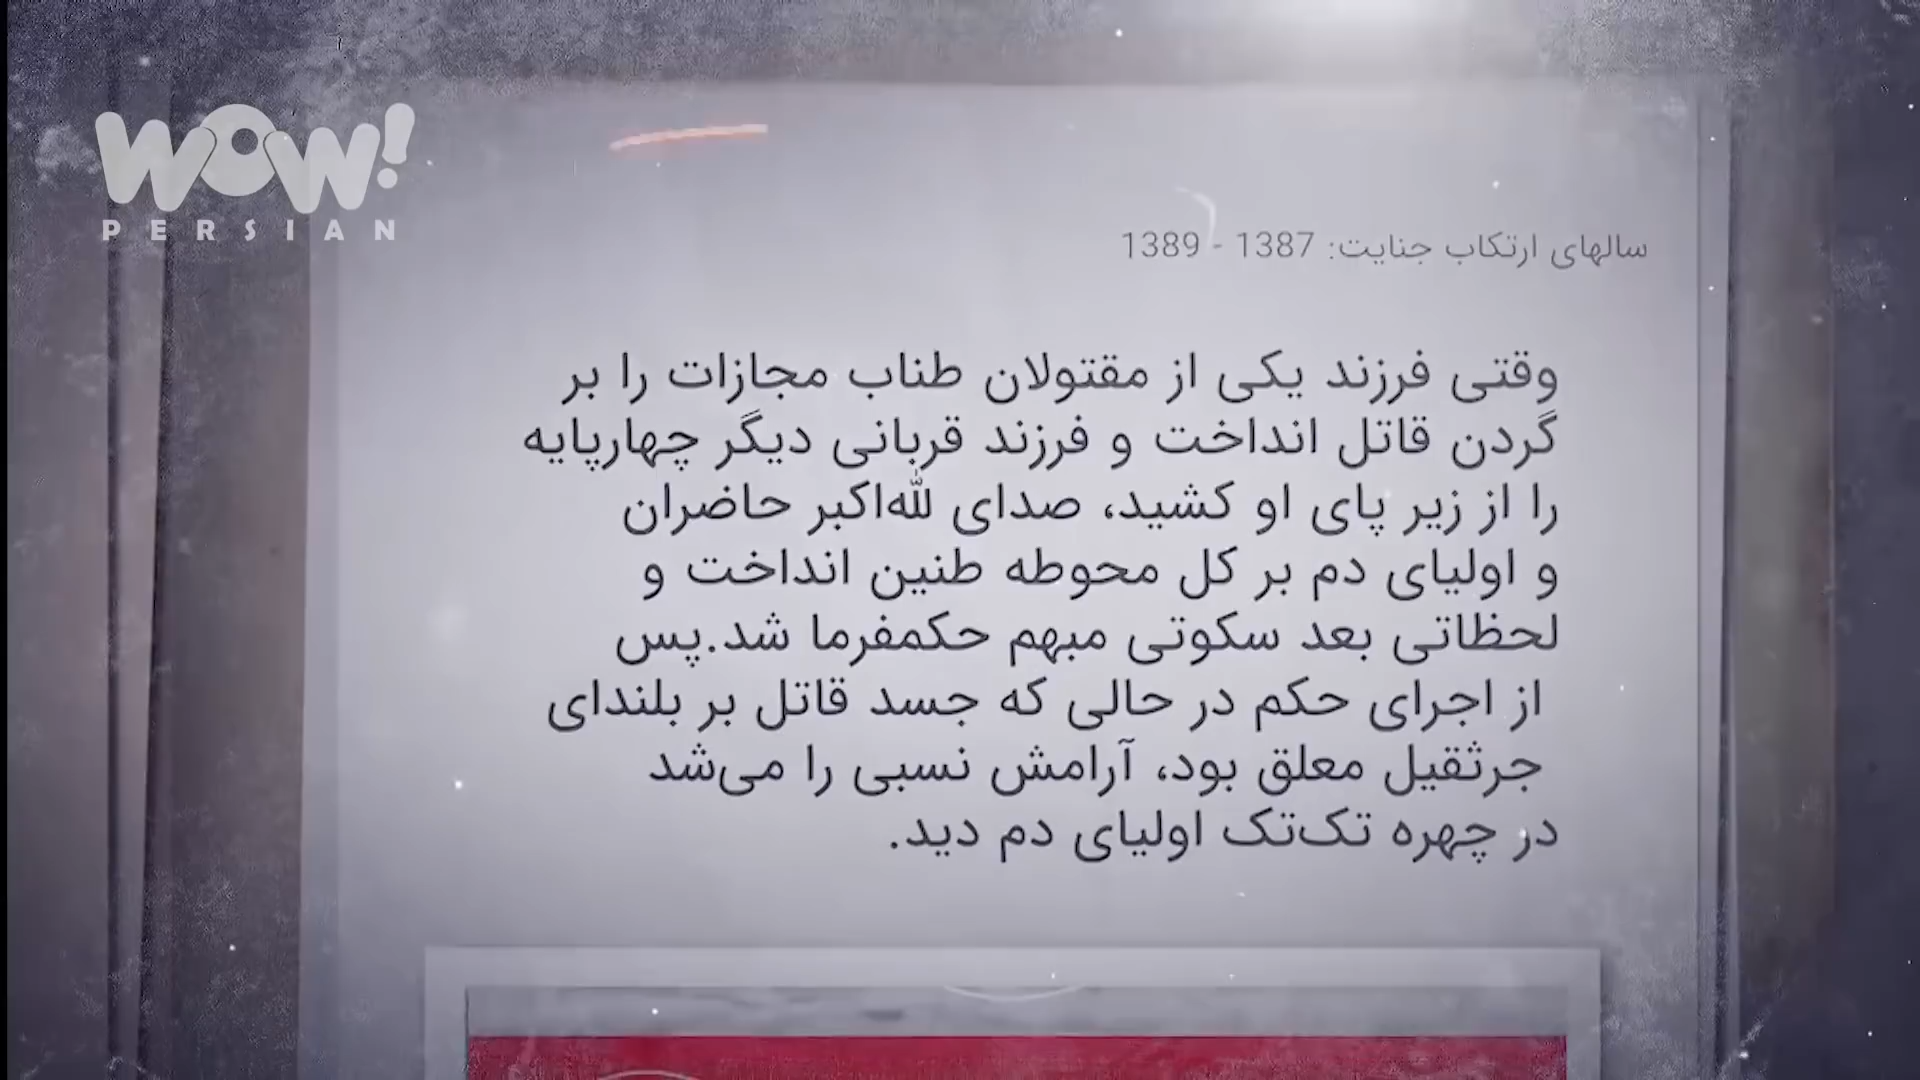 WOW!
PERSIAN
سالهای ارتکاب جنایت: 1387 - 1389
وقتی فرزند یکی از مقتولان طناب مجازات را بر
گردن قاتل انداخت و فرزند قربانی دیگر چهارپایه
را از زیر پای او کشید، صدای لله‌اکبر حاضران
و اولیای دم بر کل محوطه طنین انداخت و
لحظاتی بعد سکوتی مبهم حکمفرما شد.پس
از اجرای حکم در حالی که جسد قاتل بر بلندای
جرثقیل معلق بود، آرامش نسبی را می‌شد
در چهره تک‌تک اولیای دم دید.